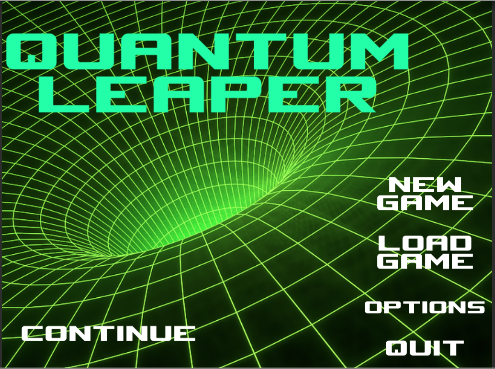 QUANTUM
LEAPER
NEW
GAME
LOAD
GAME
OPTIONS
CONTINUE
QUIT